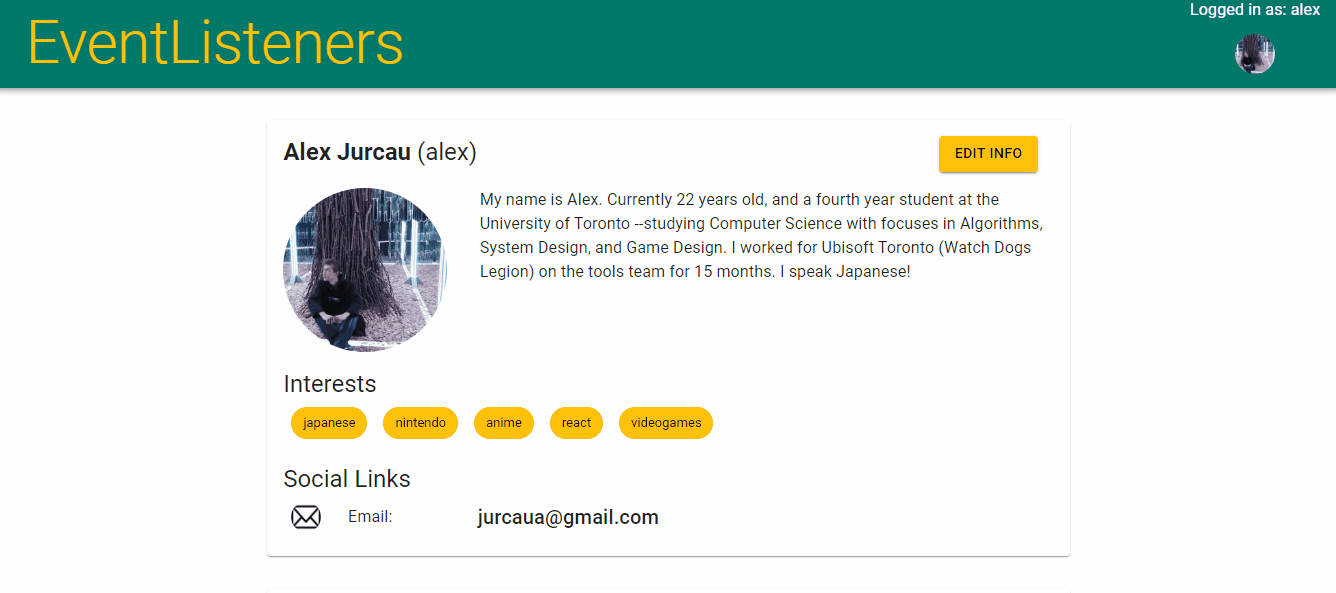 Logged in as: alex
EventListeners
Alex Jurcau (alex)
EDIT INFO
My name is Alex. Currently 22 years old, and a fourth year student at the
University of Toronto --studying Computer Science with focuses in Algorithms,
System Design, and Game Design. I worked for Ubisoft Toronto (Watch Dogs
Legion) on the tools team for 15 months. I speak Japanese!
Interests
japanese nintendo anime react videogames
Social Links
Email: jurcaua@gmail.com